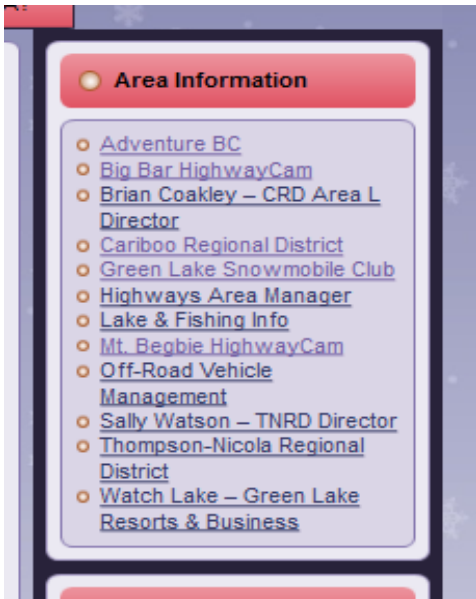 Area Information
Adventure BC
Big Bar HighwayCam
Brian Coakley – CRD Area L
Director
Cariboo Regional District
Green Lake Snowmobile Club
Highways Area Manager
Lake & Fishing Info
Mt. Begbie HighwayCam
Off-Road Vehicle
Management
Sally Watson – TNRD Director
Thompson-Nicola Regional
District
Watch Lake – Green Lake
Resorts & Business